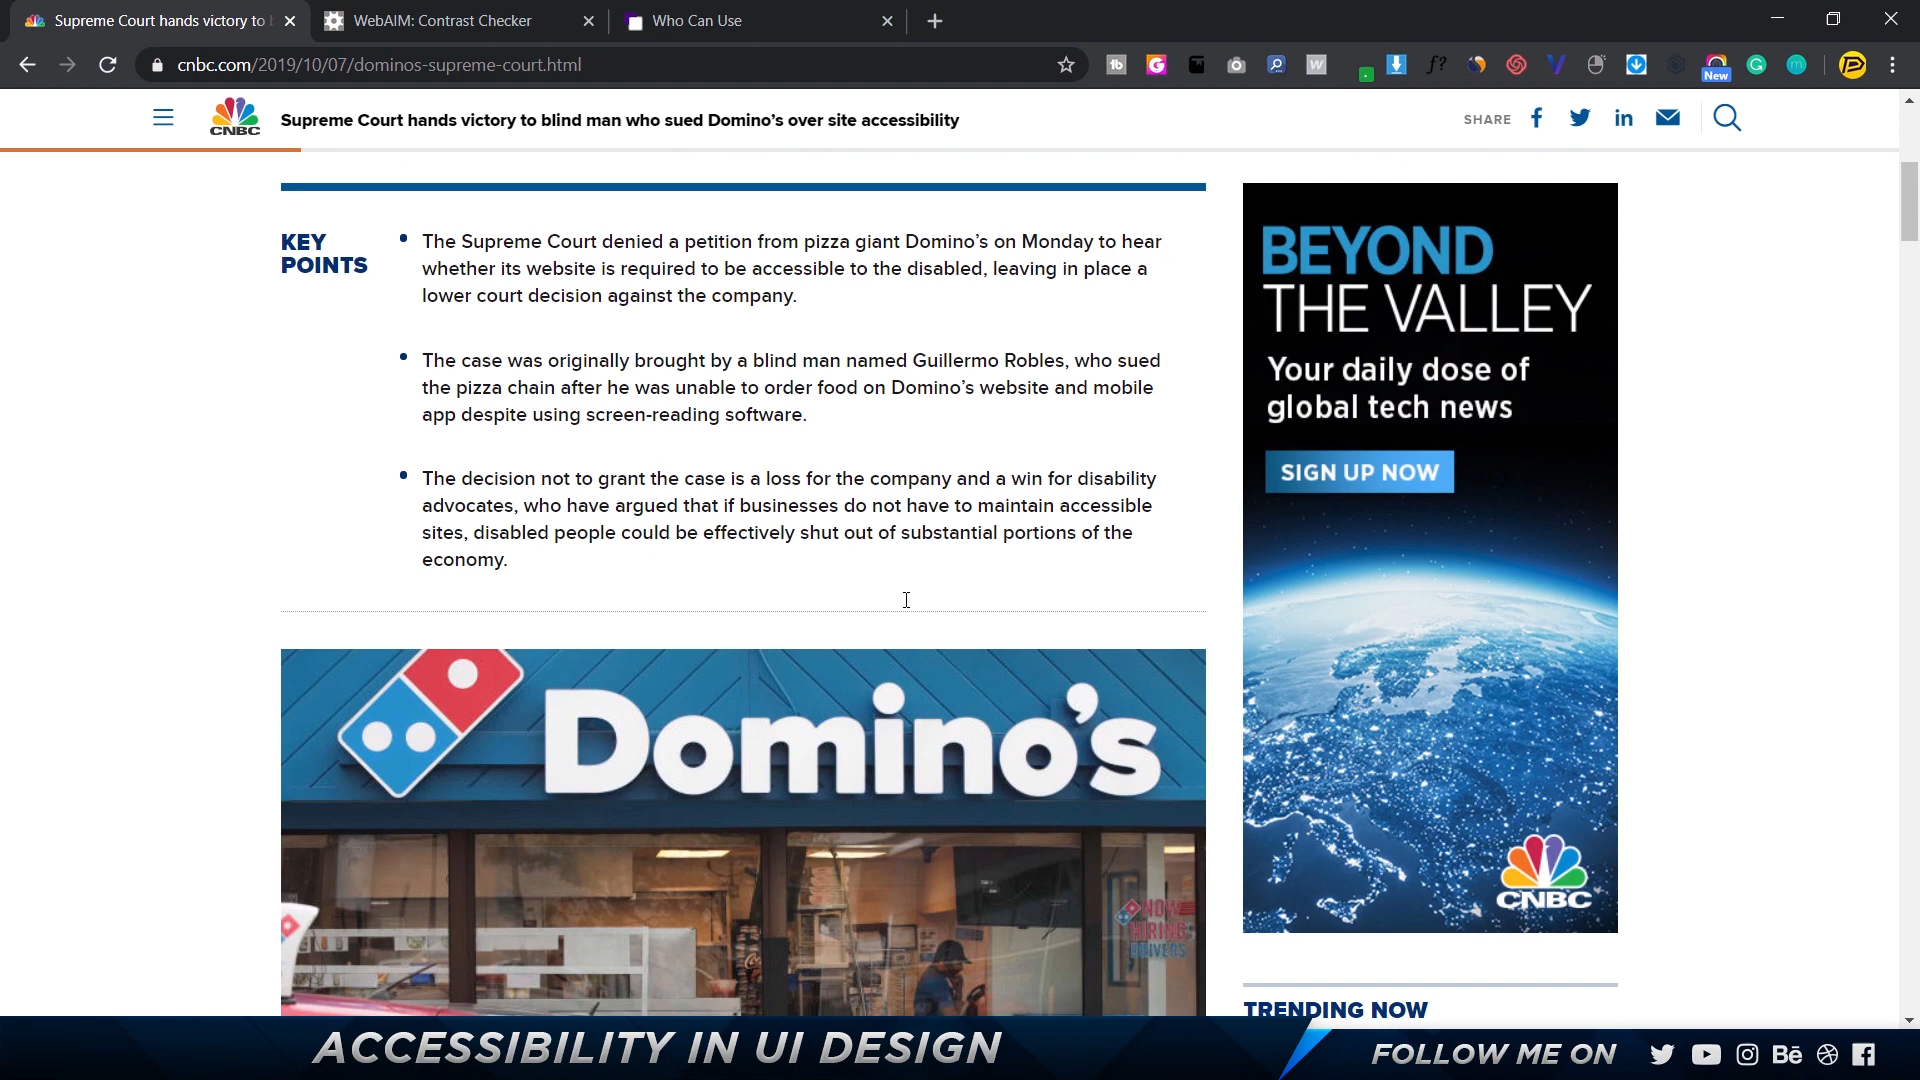 Supreme Court hands victory to b
WebAIM: Contrast Checker
Who Can Use
cnbc.com/2019/10/07/dominos-supreme-court.html
New
CNBC
Supreme Court hands victory to blind man who sued Domino’s over site accessibility
SHARE
KEY
POINTS
• The Supreme Court denied a petition from pizza giant Domino’s on Monday to hear
whether its website is required to be accessible to the disabled, leaving in place a
lower court decision against the company.
• The case was originally brought by a blind man named Guillermo Robles, who sued
the pizza chain after he was unable to order food on Domino’s website and mobile
app despite using screen-reading software.
• The decision not to grant the case is a loss for the company and a win for disability
advocates, who have argued that if businesses do not have to maintain accessible
sites, disabled people could be effectively shut out of substantial portions of the
economy.
Domino’s
NOW
HIRING
DRIVERS
BEYOND
THE VALLEY
Your daily dose of
global tech news
SIGN UP NOW
CNBC
TRENDING NOW
ACCESSIBILITY IN UI DESIGN
FOLLOW ME ON